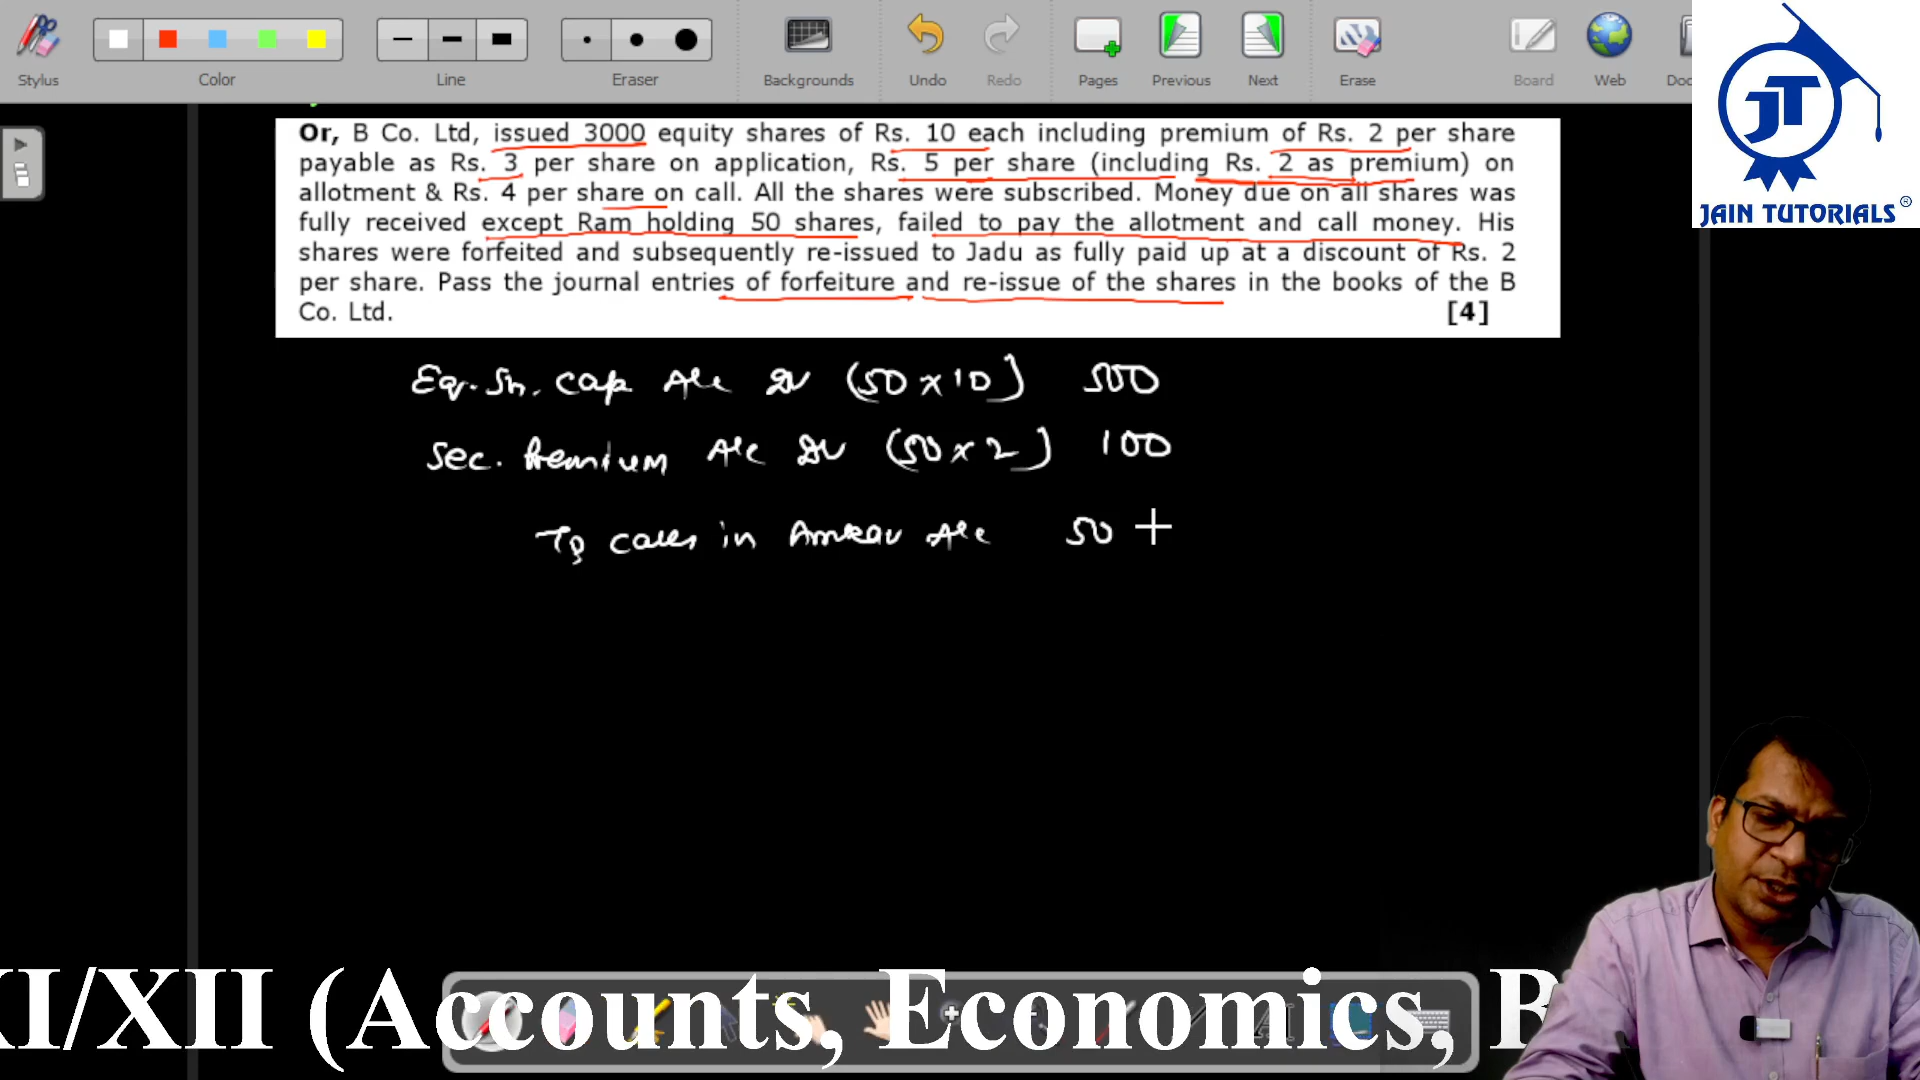 Stylus
Color
Line
Eraser
Backgrounds
Undo
Redo
Pages
Previous
Next
Erase
Board
Web
JT
JAIN TUTORIALS®
Or, B Co. Ltd, issued 3000 equity shares of Rs. 10 each including premium of Rs. 2 per share
payable as Rs. 3 per share on application, Rs. 5 per share (including Rs. 2 as premium) on
allotment & Rs. 4 per share on call. All the shares were subscribed. Money due on all shares was
fully received except Ram holding 50 shares, failed to pay the allotment and call money. His
shares were forfeited and subsequently re-issued to Jadu as fully paid up at a discount of Rs. 2
per share. Pass the journal entries of forfeiture and re-issue of the shares in the books of the B
Co. Ltd. [4]
Eq. Sh. Cap A/c Dr (50 x 10) 500
Sec. Premium A/c Dr (50 x 2) 100
To calls in Arrear A/c 50
XI/XII (Accounts, Economics, B